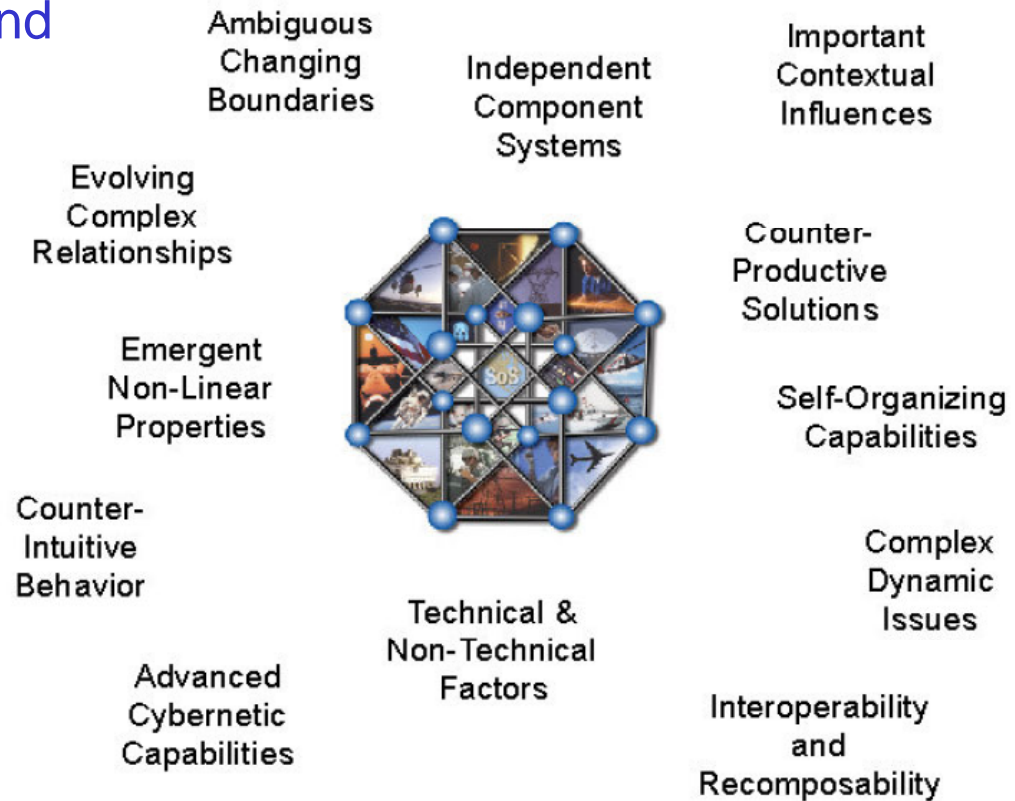 nd
Ambiguous
Changing
Boundaries
Independent
Component
Systems
Important
Contextual
Influences
Evolving
Complex
Relationships
Counter-
Productive
Solutions
Emergent
Non-Linear
Properties
SoS
Self-Organizing
Capabilities
Counter-
Intuitive
Behavior
Complex
Dynamic
Issues
Technical &
Non-Technical
Factors
Advanced
Cybernetic
Capabilities
Interoperability
and
Recomposability